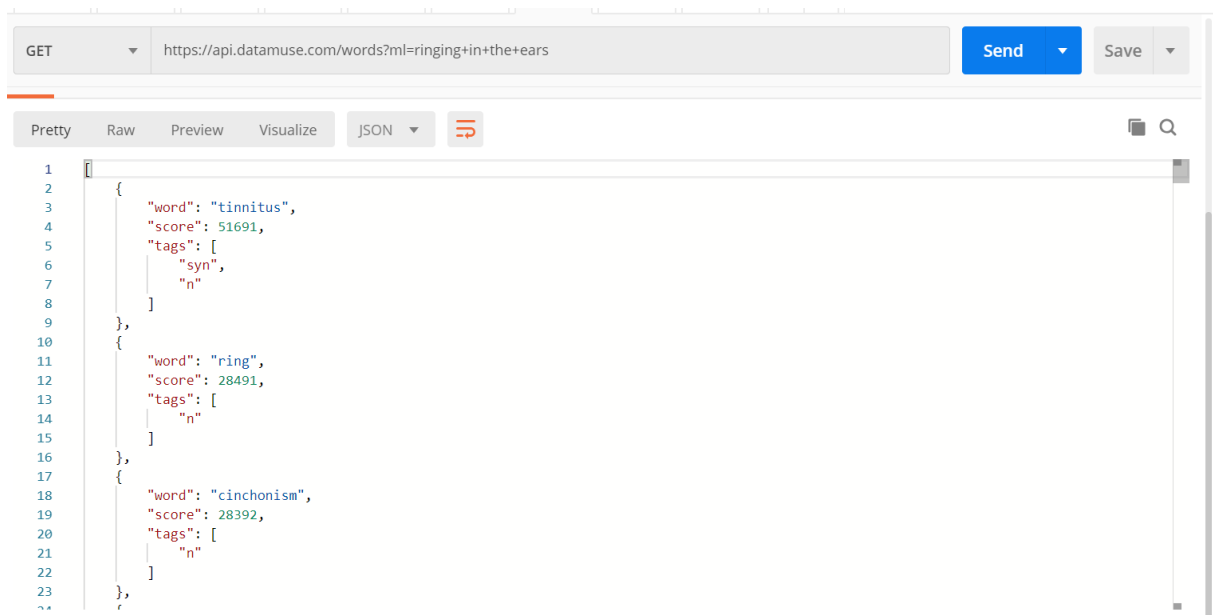 GET https://api.datamuse.com/words?ml=ringing+in+the+ears Send Save
Pretty Raw Preview Visualize JSON
1 [
2 {
3 "word": "tinnitus",
4 "score": 51691,
5 "tags": [
6 "syn",
7 "n"
8 ]
9 },
10 {
11 "word": "ring",
12 "score": 28491,
13 "tags": [
14 "n"
15 ]
16 },
17 {
18 "word": "cinchonism",
19 "score": 28392,
20 "tags": [
21 "n"
22 ]
23 },
24 {